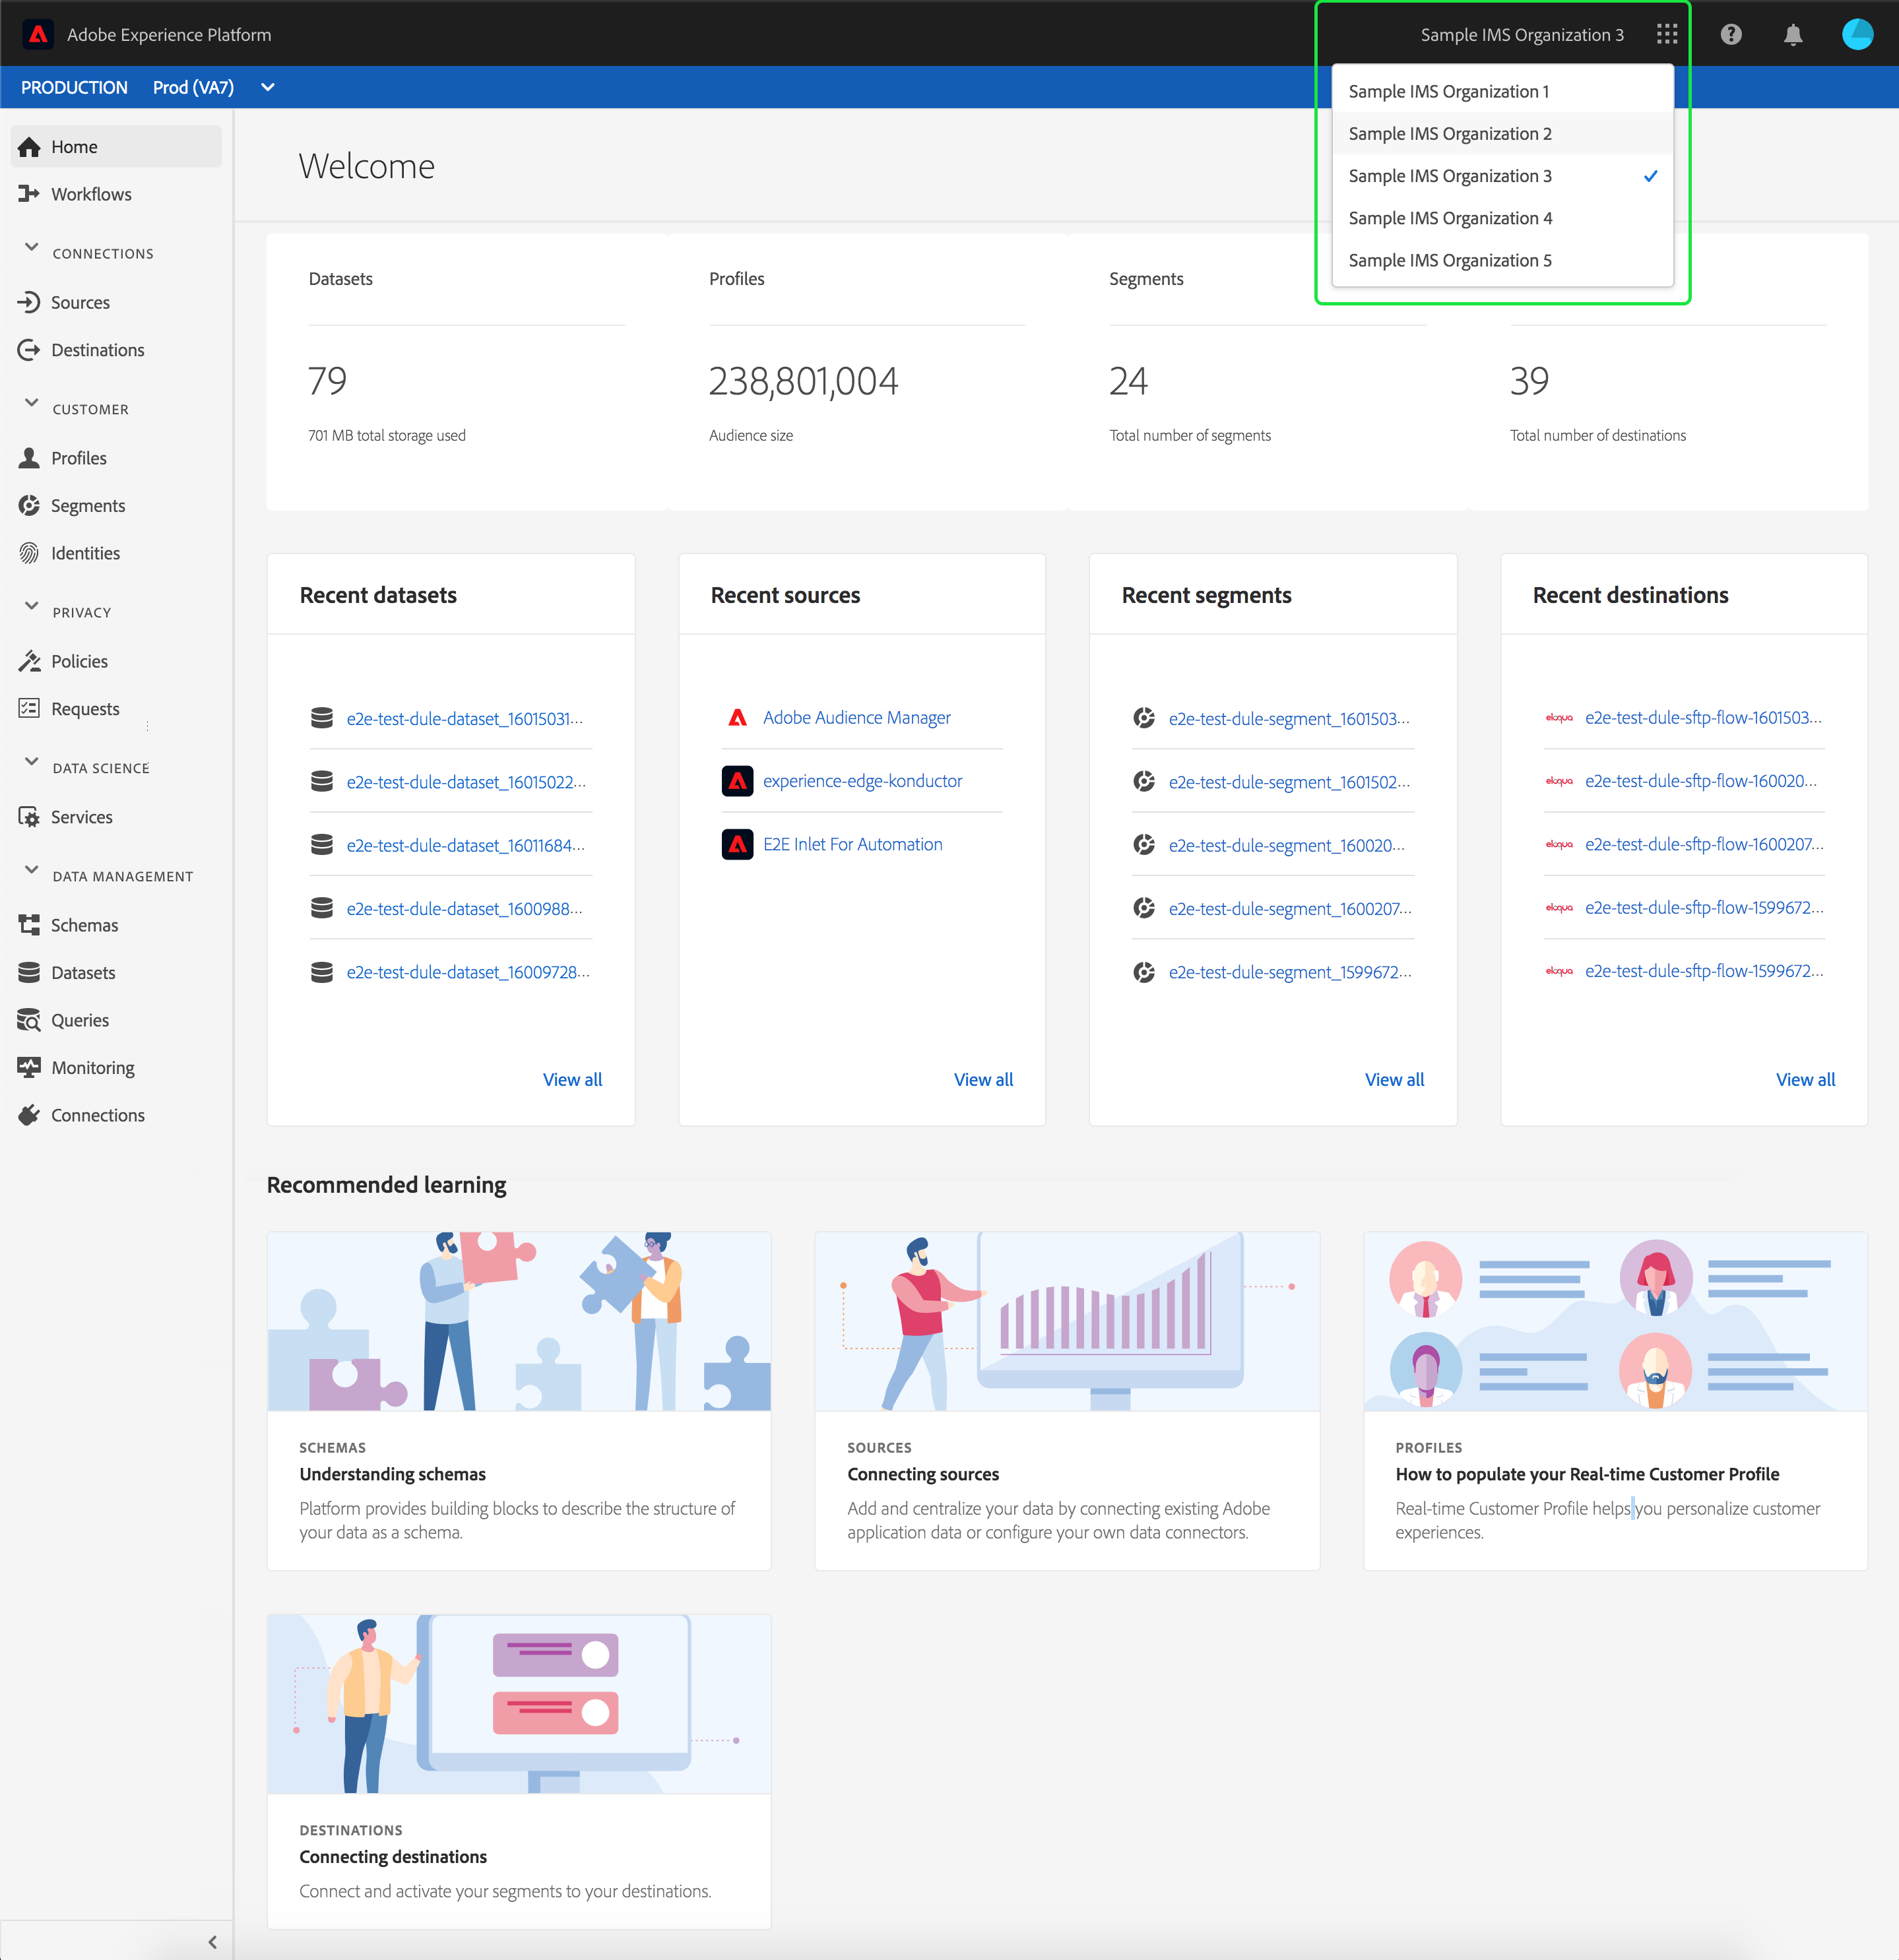 Adobe Experience Platform
Sample IMS Organization 3
PRODUCTION Prod (VA7)
Sample IMS Organization 1
Sample IMS Organization 2
Sample IMS Organization 3
Sample IMS Organization 4
Sample IMS Organization 5
Home
Workflows
CONNECTIONS
Sources
Destinations
CUSTOMER
Profiles
Segments
Identities
PRIVACY
Policies
Requests
DATA SCIENCE
Services
DATA MANAGEMENT
Schemas
Datasets
Queries
Monitoring
Connections
Welcome
Datasets
79
701 MB total storage used
Profiles
238,801,004
Audience size
Segments
24
Total number of segments
39
Total number of destinations
Recent datasets
e2e-test-dule-dataset_16015031...
e2e-test-dule-dataset_16015022...
e2e-test-dule-dataset_16011684...
e2e-test-dule-dataset_1600988...
e2e-test-dule-dataset_16009728...
View all
Recent sources
Adobe Audience Manager
experience-edge-konductor
E2E Inlet For Automation
View all
Recent segments
e2e-test-dule-segment_1601503...
e2e-test-dule-segment_1601502...
e2e-test-dule-segment_160020...
e2e-test-dule-segment_1600207...
e2e-test-dule-segment_1599672...
View all
Recent destinations
eloqua e2e-test-dule-sftp-flow-1601503...
eloqua e2e-test-dule-sftp-flow-160020...
eloqua e2e-test-dule-sftp-flow-1600207...
eloqua e2e-test-dule-sftp-flow-1599672...
eloqua e2e-test-dule-sftp-flow-1599672...
View all
Recommended learning
SCHEMAS
Understanding schemas
Platform provides building blocks to describe the structure of
your data as a schema.
SOURCES
Connecting sources
Add and centralize your data by connecting existing Adobe
application data or configure your own data connectors.
PROFILES
How to populate your Real-time Customer Profile
Real-time Customer Profile helps you personalize customer
experiences.
DESTINATIONS
Connecting destinations
Connect and activate your segments to your destinations.